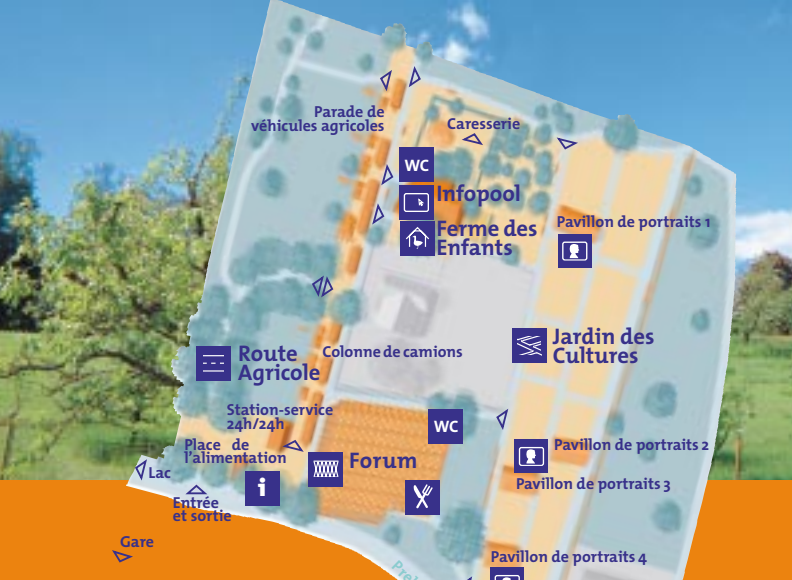 Parade de
véhicules agricoles
Caresserie
WC
Infopool
Ferme des
Enfants
Pavillon de portraits 1
Route
Agricole
Colonne de camions
Jardin des
Cultures
Station-service
24h/24h
WC
Place de
l'alimentation
Lac
i
Forum
Pavillon de portraits 2
Pavillon de portraits 3
Entrée
et sortie
Gare
Pavillon de portraits 4